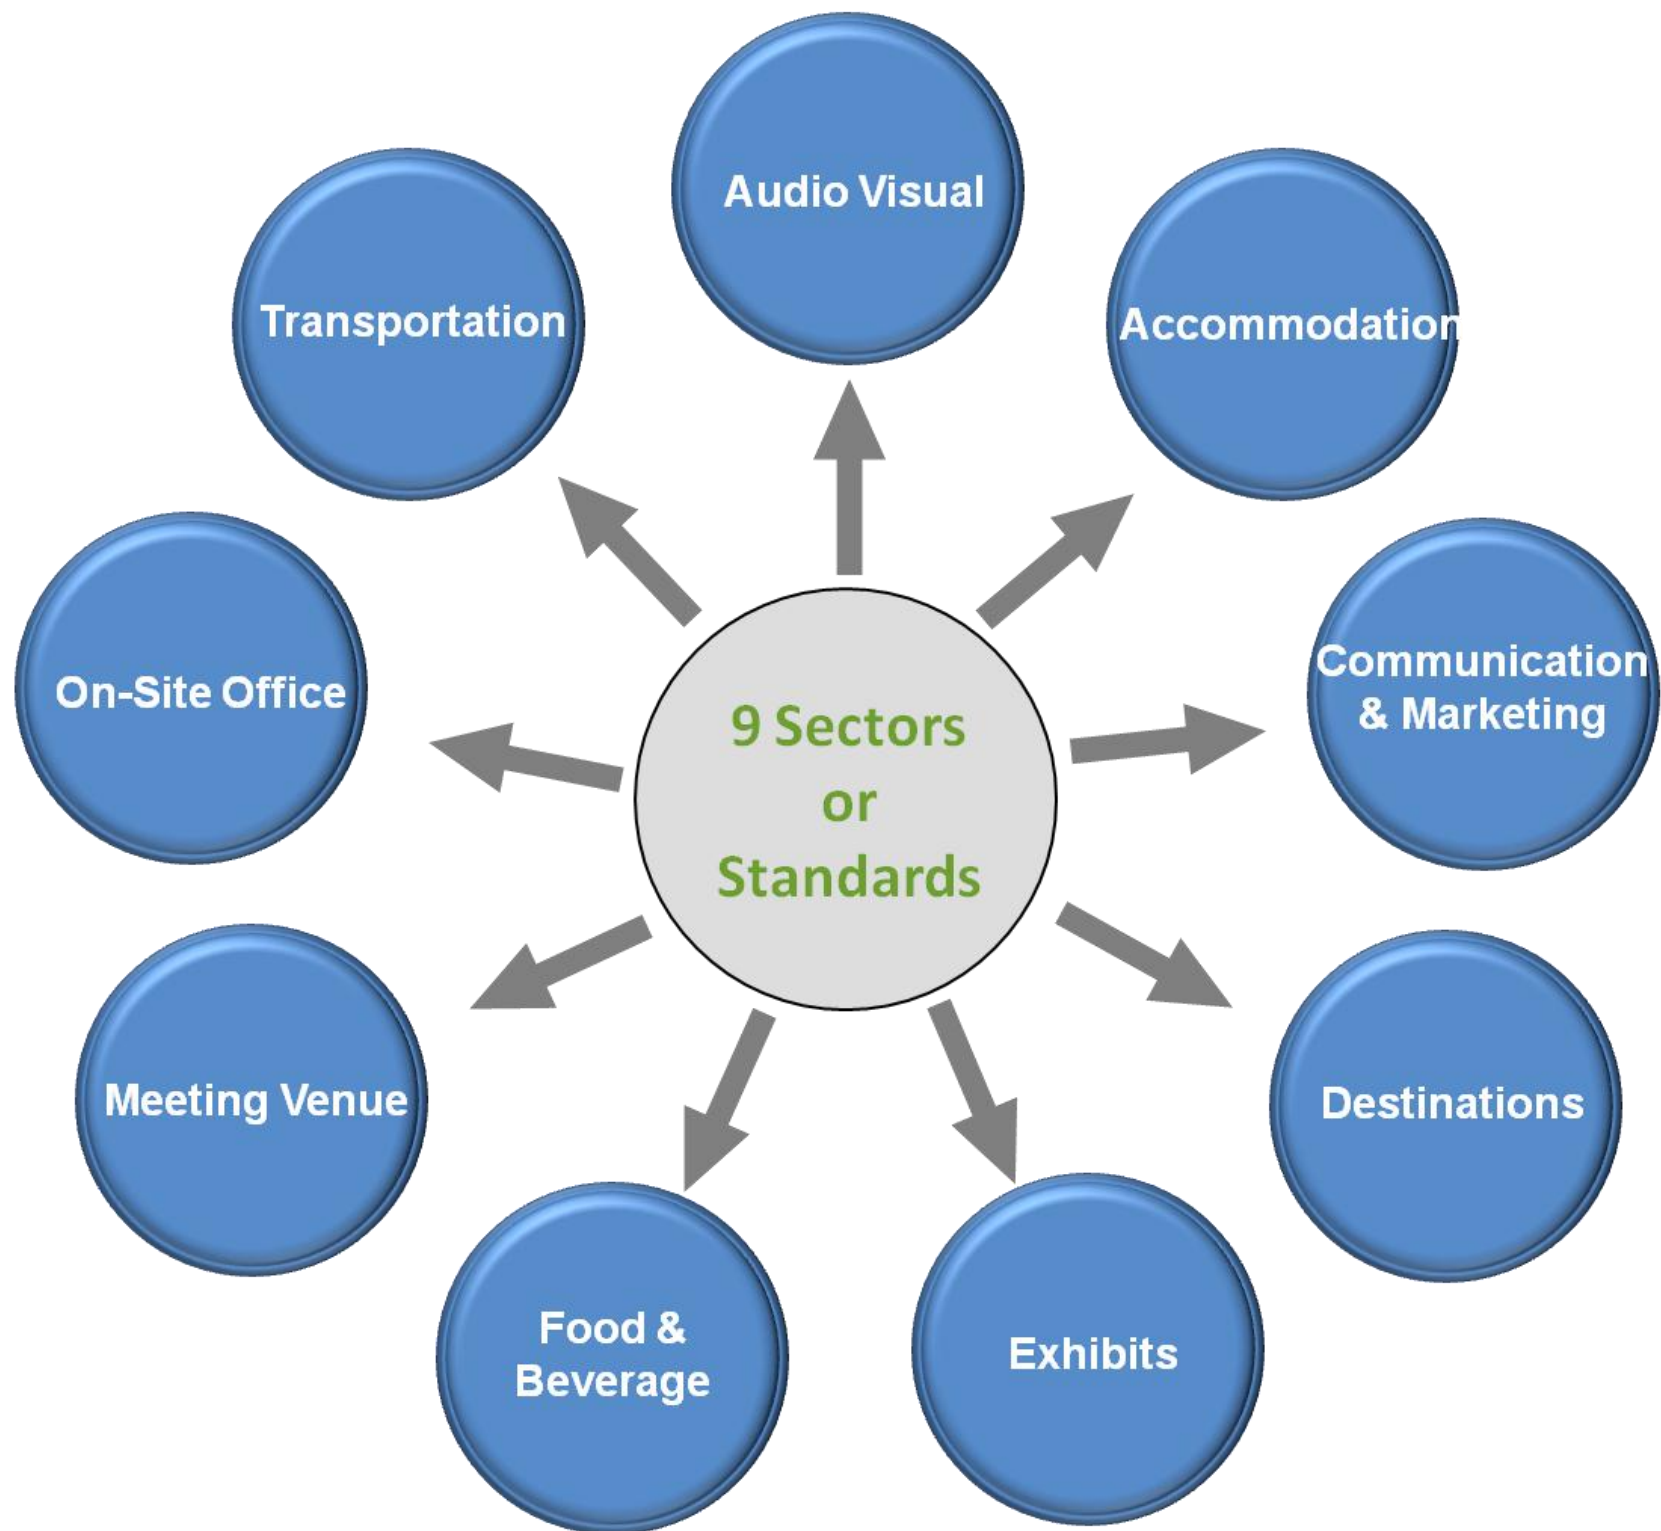 Audio Visual
Transportation
Accommodation
Communication
& Marketing
On-Site Office
9 Sectors
or
Standards
Meeting Venue
Destinations
Food &
Beverage
Exhibits